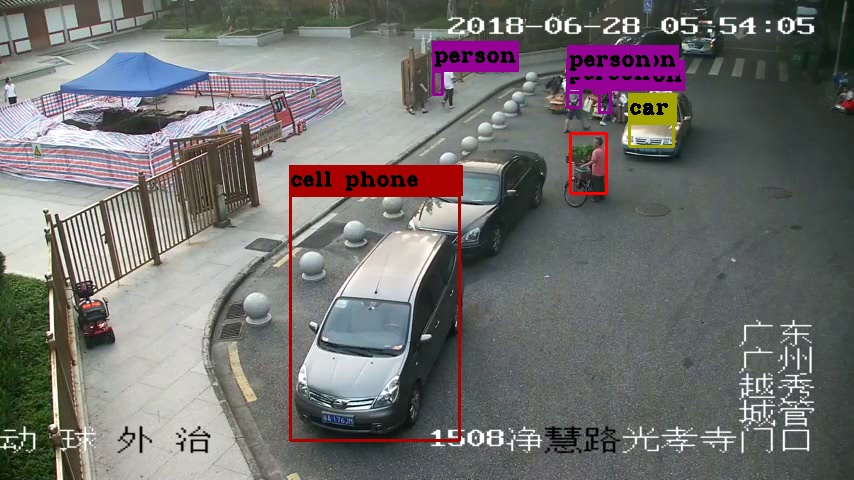 2018-06-28 05:54:05
person
person
person
car
cell phone
广东
广州
越秀
城管
动 球 外 治
1508净慧路光孝寺门口